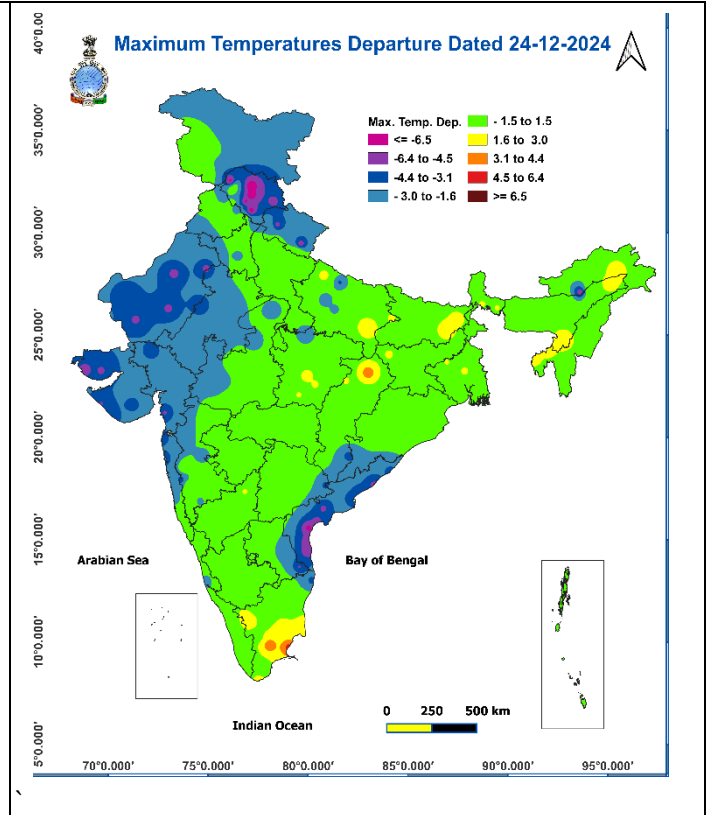 Maximum Temperatures Departure Dated 24-12-2024
Max. Temp. Dep.
<= -6.5
-6.4 to -4.5
-4.4 to -3.1
- 3.0 to -1.6
- 1.5 to 1.5
1.6 to 3.0
3.1 to 4.4
4.5 to 6.4
>= 6.5
40°0.000'
35°0.000'
30°0.000'
25°0.000'
20°0.000'
15°0.000'
10°0.000'
5°0.000'
Arabian Sea
Bay of Bengal
Indian Ocean
0 250 500 km
70°0.000' 75°0.000' 80°0.000' 85°0.000' 90°0.000' 95°0.000'
`